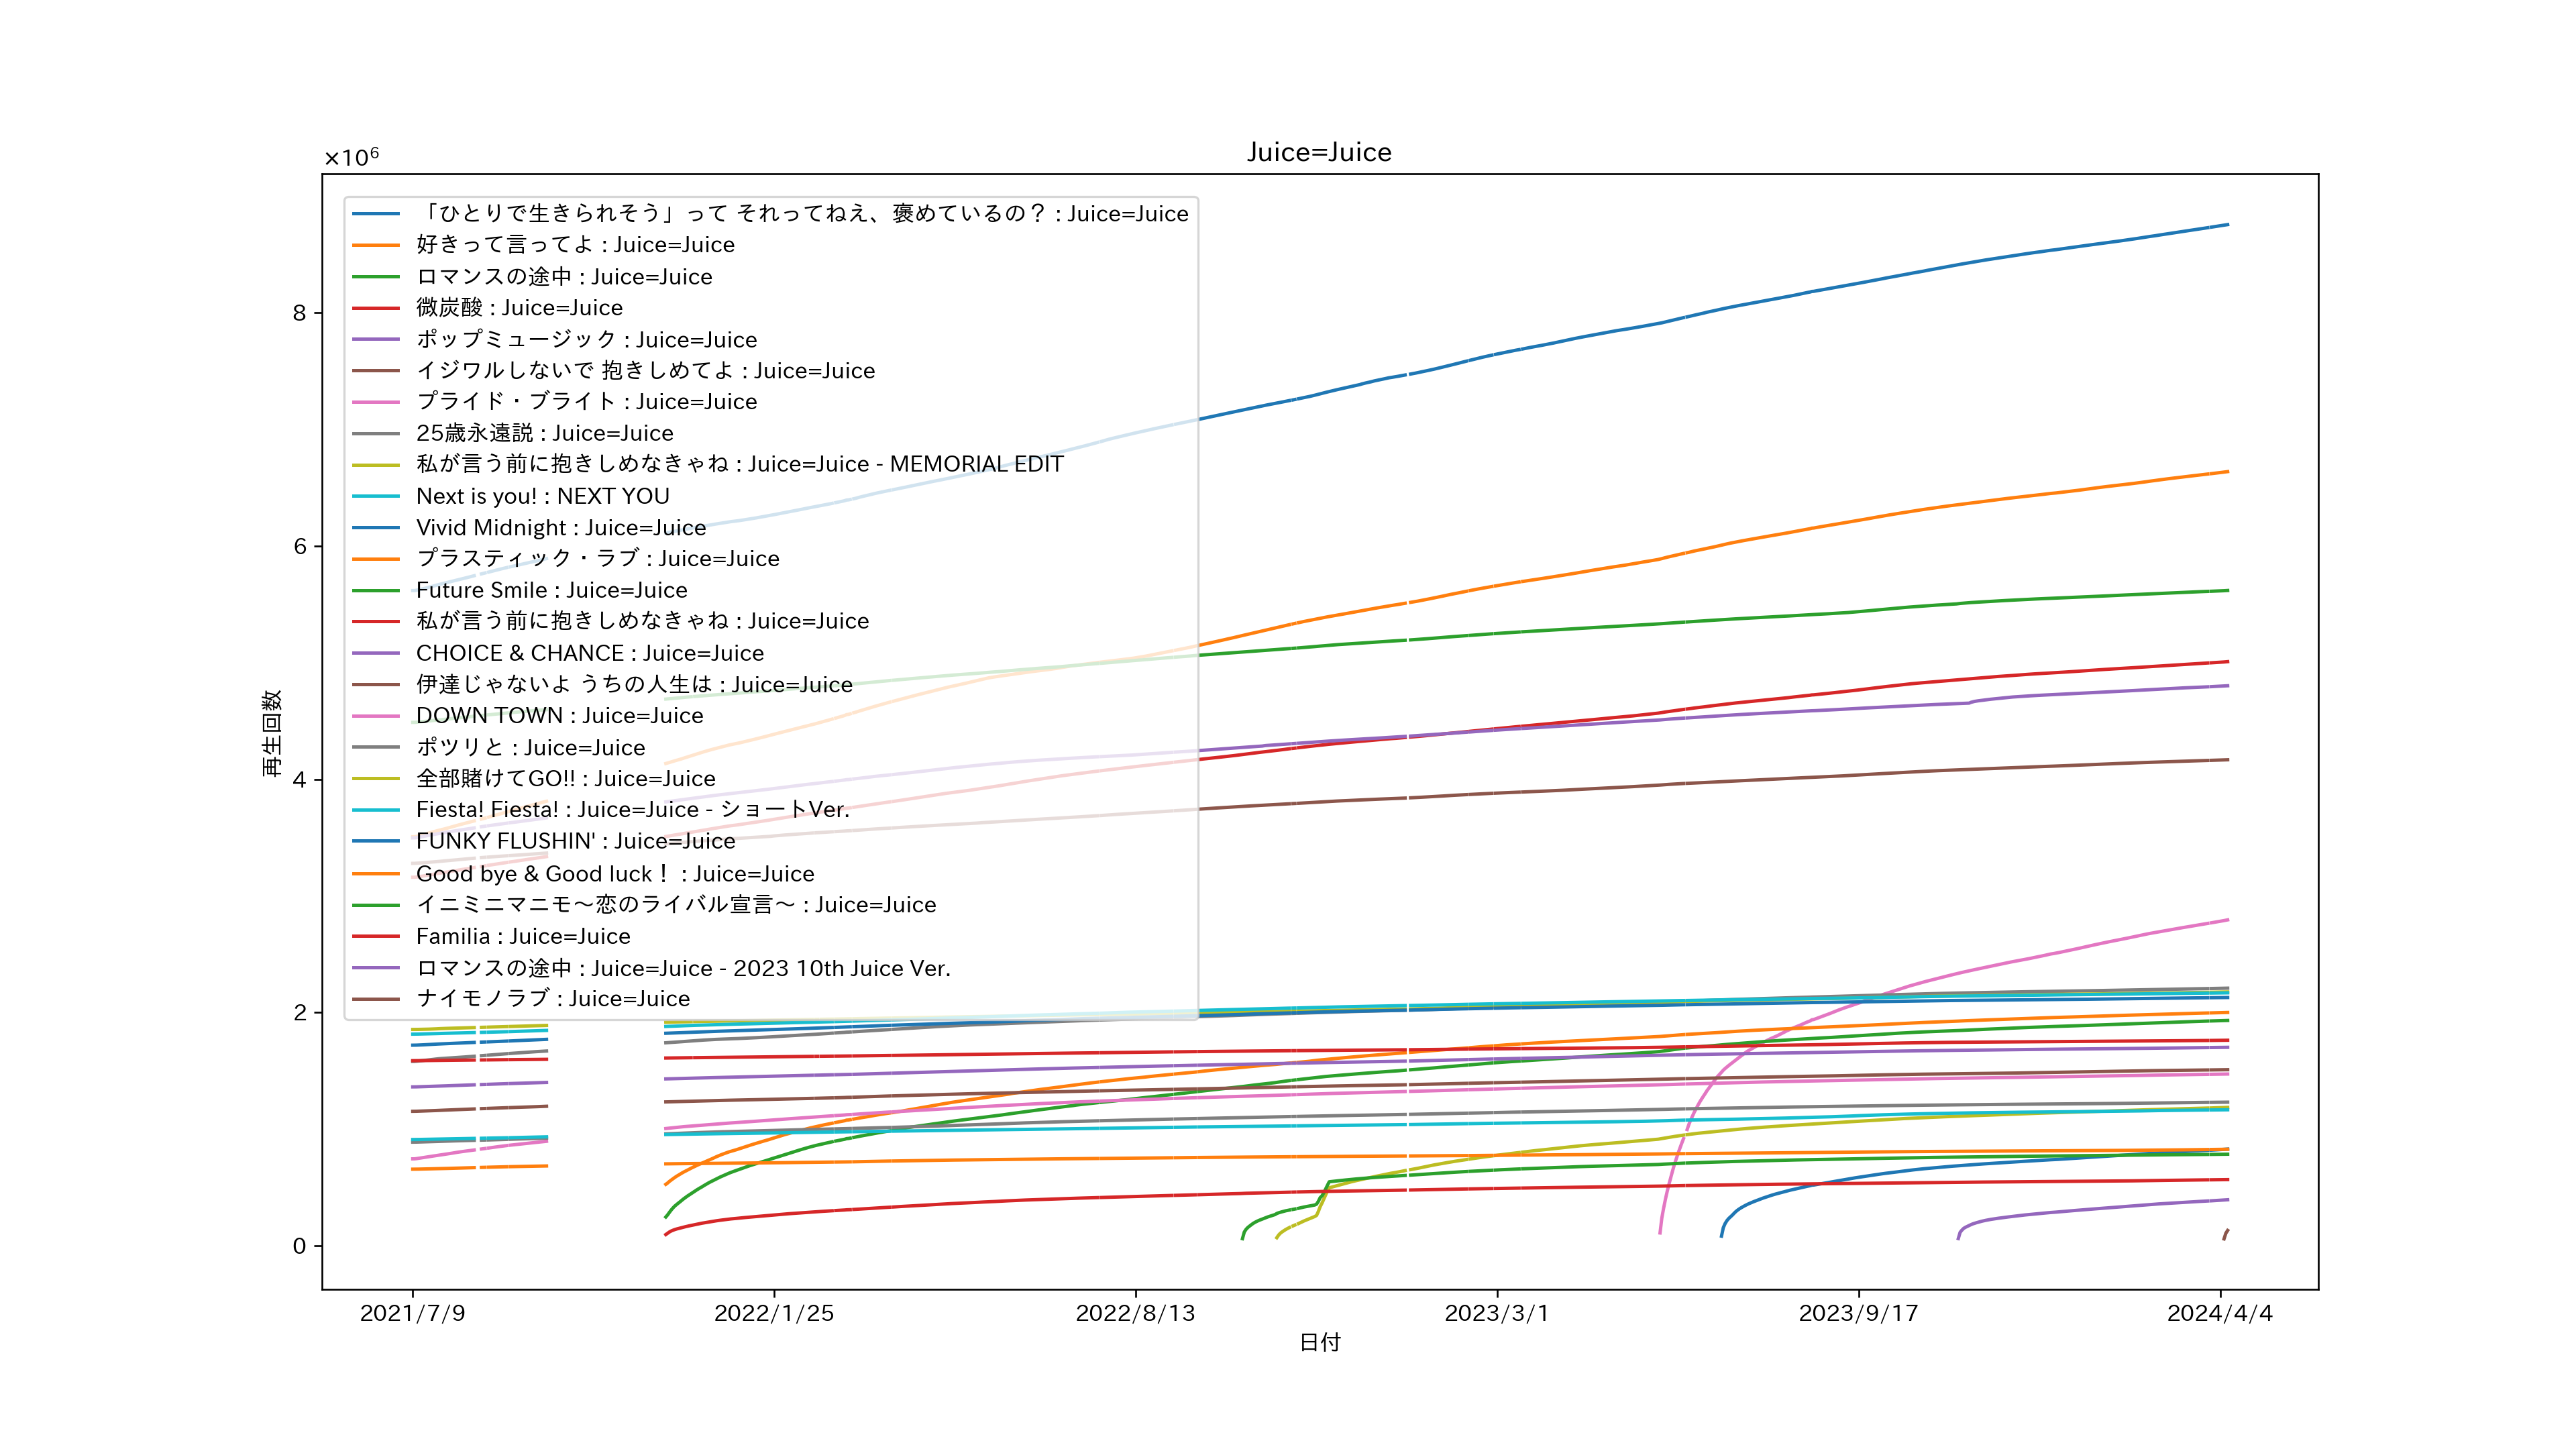 Juice=Juice
×10⁶
「ひとりで生きられそう」って それってねえ、褒めているの？ : Juice=Juice
好きって言ってよ : Juice=Juice
ロマンスの途中 : Juice=Juice
微炭酸 : Juice=Juice
ポップミュージック : Juice=Juice
イジワルしないで 抱きしめてよ : Juice=Juice
プライド・ブライト : Juice=Juice
25歳永遠説 : Juice=Juice
私が言う前に抱きしめなきゃね : Juice=Juice - MEMORIAL EDIT
Next is you! : NEXT YOU
Vivid Midnight : Juice=Juice
プラスティック・ラブ : Juice=Juice
Future Smile : Juice=Juice
私が言う前に抱きしめなきゃね : Juice=Juice
CHOICE & CHANCE : Juice=Juice
伊達じゃないよ うちの人生は : Juice=Juice
DOWN TOWN : Juice=Juice
ポツリと : Juice=Juice
全部賭けてGO!! : Juice=Juice
Fiesta! Fiesta! : Juice=Juice - ショートVer.
FUNKY FLUSHIN' : Juice=Juice
Good bye & Good luck！ : Juice=Juice
イニミニマニモ～恋のライバル宣言～ : Juice=Juice
Familia : Juice=Juice
ロマンスの途中 : Juice=Juice - 2023 10th Juice Ver.
ナイモノラブ : Juice=Juice
8
6
4
2
0
再生回数
2021/7/9
2022/1/25
2022/8/13
2023/3/1
2023/9/17
2024/4/4
日付